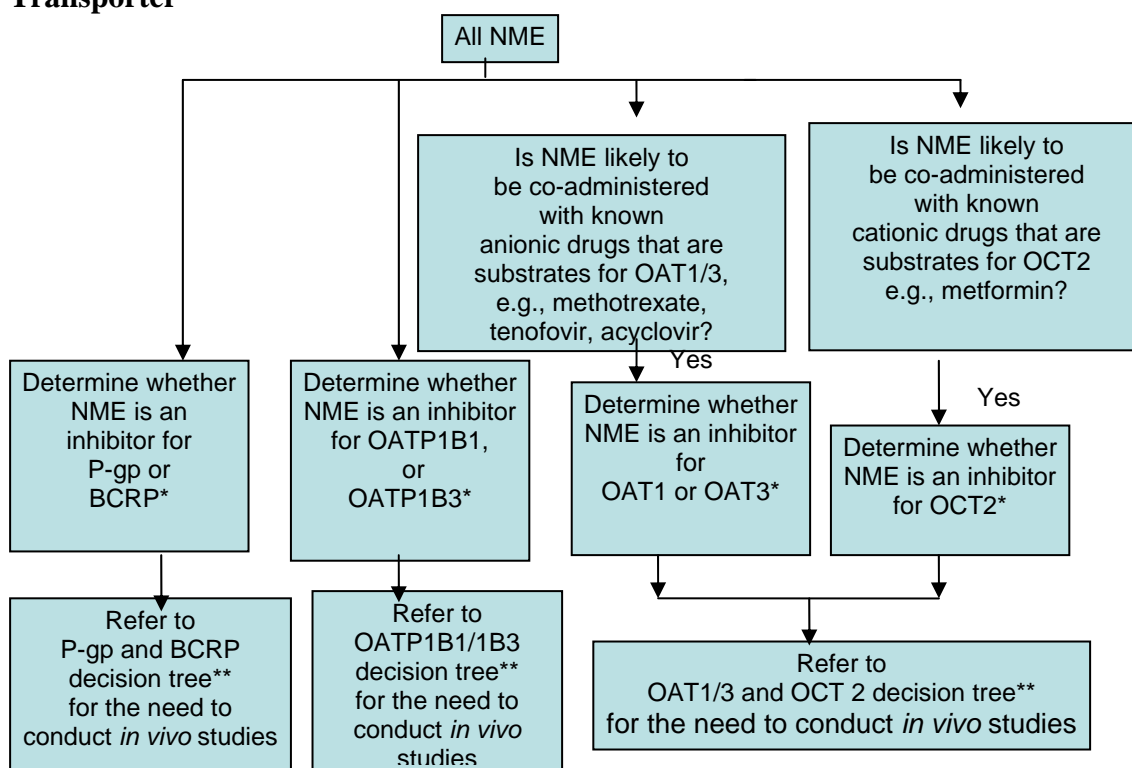 Transporter
All NME
Is NME likely to
be co-administered
with known
anionic drugs that are
substrates for OAT1/3,
e.g., methotrexate,
tenofovir, acyclovir?
Is NME likely to
be co-administered
with known
cationic drugs that are
substrates for OCT2
e.g., metformin?
Yes
Yes
Determine whether
NME is an
inhibitor for
P-gp or
BCRP*
Determine whether
NME is an inhibitor
for OATP1B1,
or
OATP1B3*
Determine whether
NME is an inhibitor
for
OAT1 or OAT3*
Determine whether
NME is an inhibitor
for OCT2*
Refer to
P-gp and BCRP
decision tree**
for the need to
conduct in vivo studies
Refer to
OATP1B1/1B3
decision tree**
for the need to
conduct in vivo
studies
Refer to
OAT1/3 and OCT 2 decision tree**
for the need to conduct in vivo studies